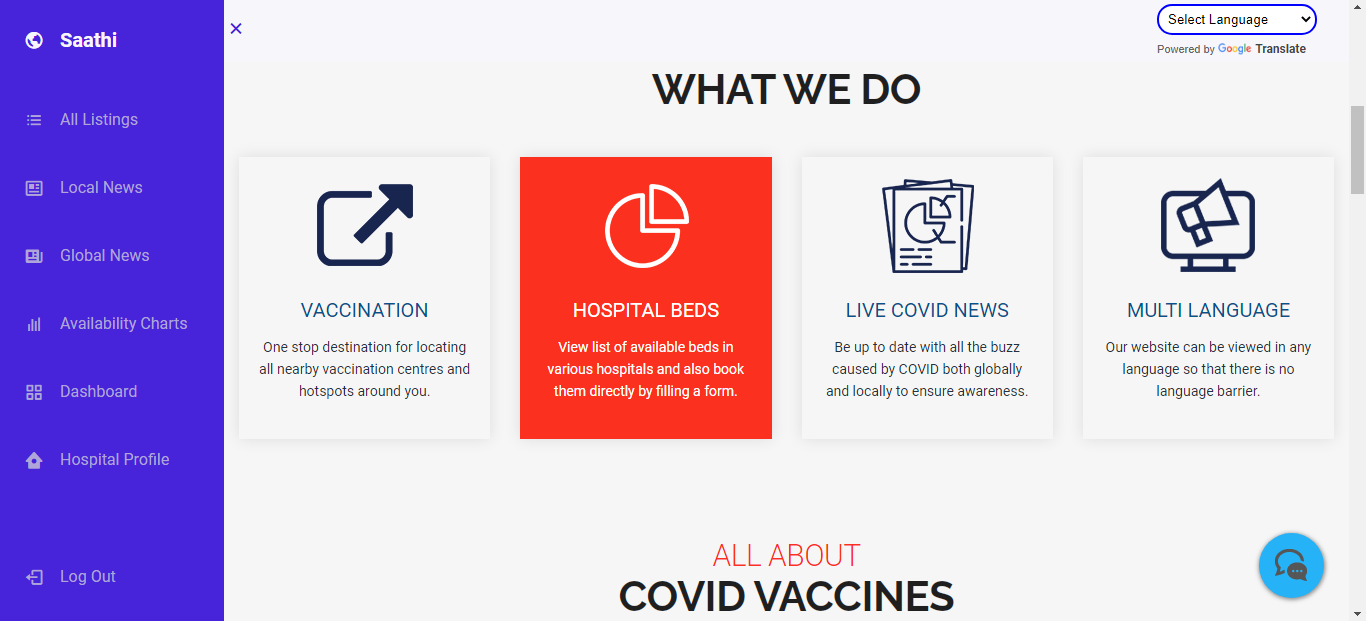 Saathi
All Listings
Local News
Global News
Availability Charts
Dashboard
Hospital Profile
Log Out
Select Language
Powered by Google Translate
WHAT WE DO
VACCINATION
One stop destination for locating
all nearby vaccination centres and
hotspots around you.
HOSPITAL BEDS
View list of available beds in
various hospitals and also book
them directly by filling a form.
LIVE COVID NEWS
Be up to date with all the buzz
caused by COVID both globally
and locally to ensure awareness.
MULTI LANGUAGE
Our website can be viewed in any
language so that there is no
language barrier.
ALL ABOUT
COVID VACCINES